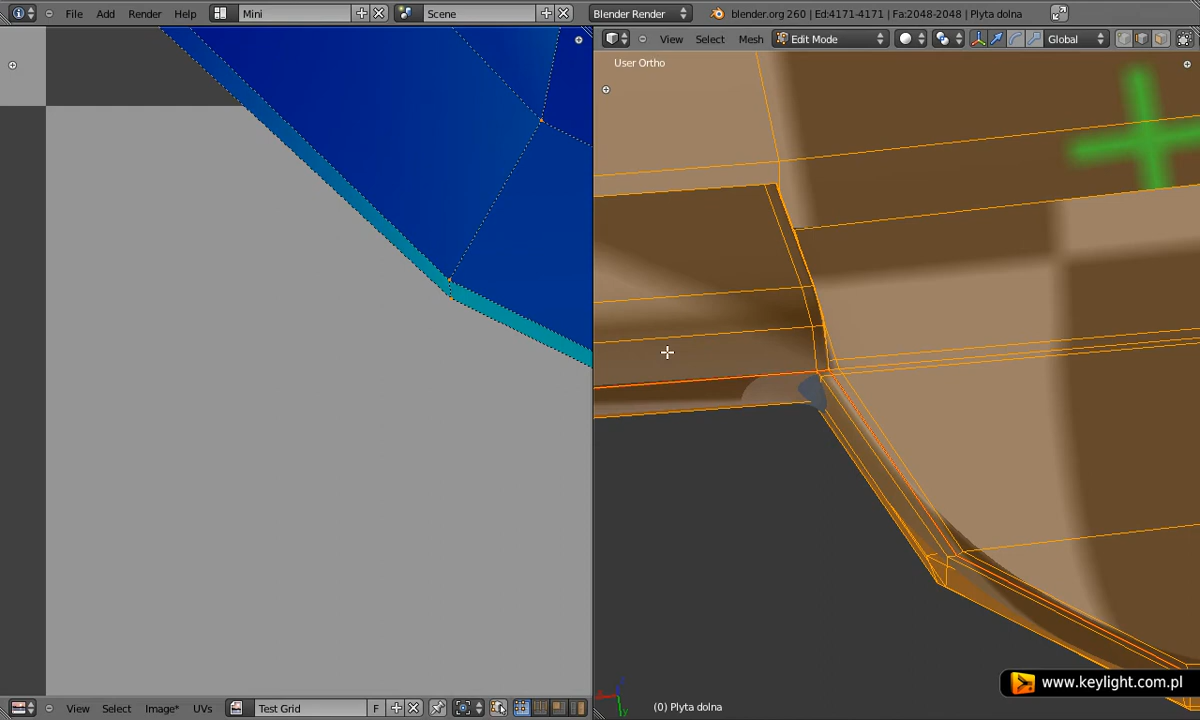 File Add Render Help Mini Scene Blender Render blender.org 260 | Ed:4171-4171 | Fa:2048-2048 | Plyta dolna
View Select Mesh Edit Mode Global
User Ortho
www.keylight.com.pl
(0) Plyta dolna
View Select Image* UVs Test Grid F